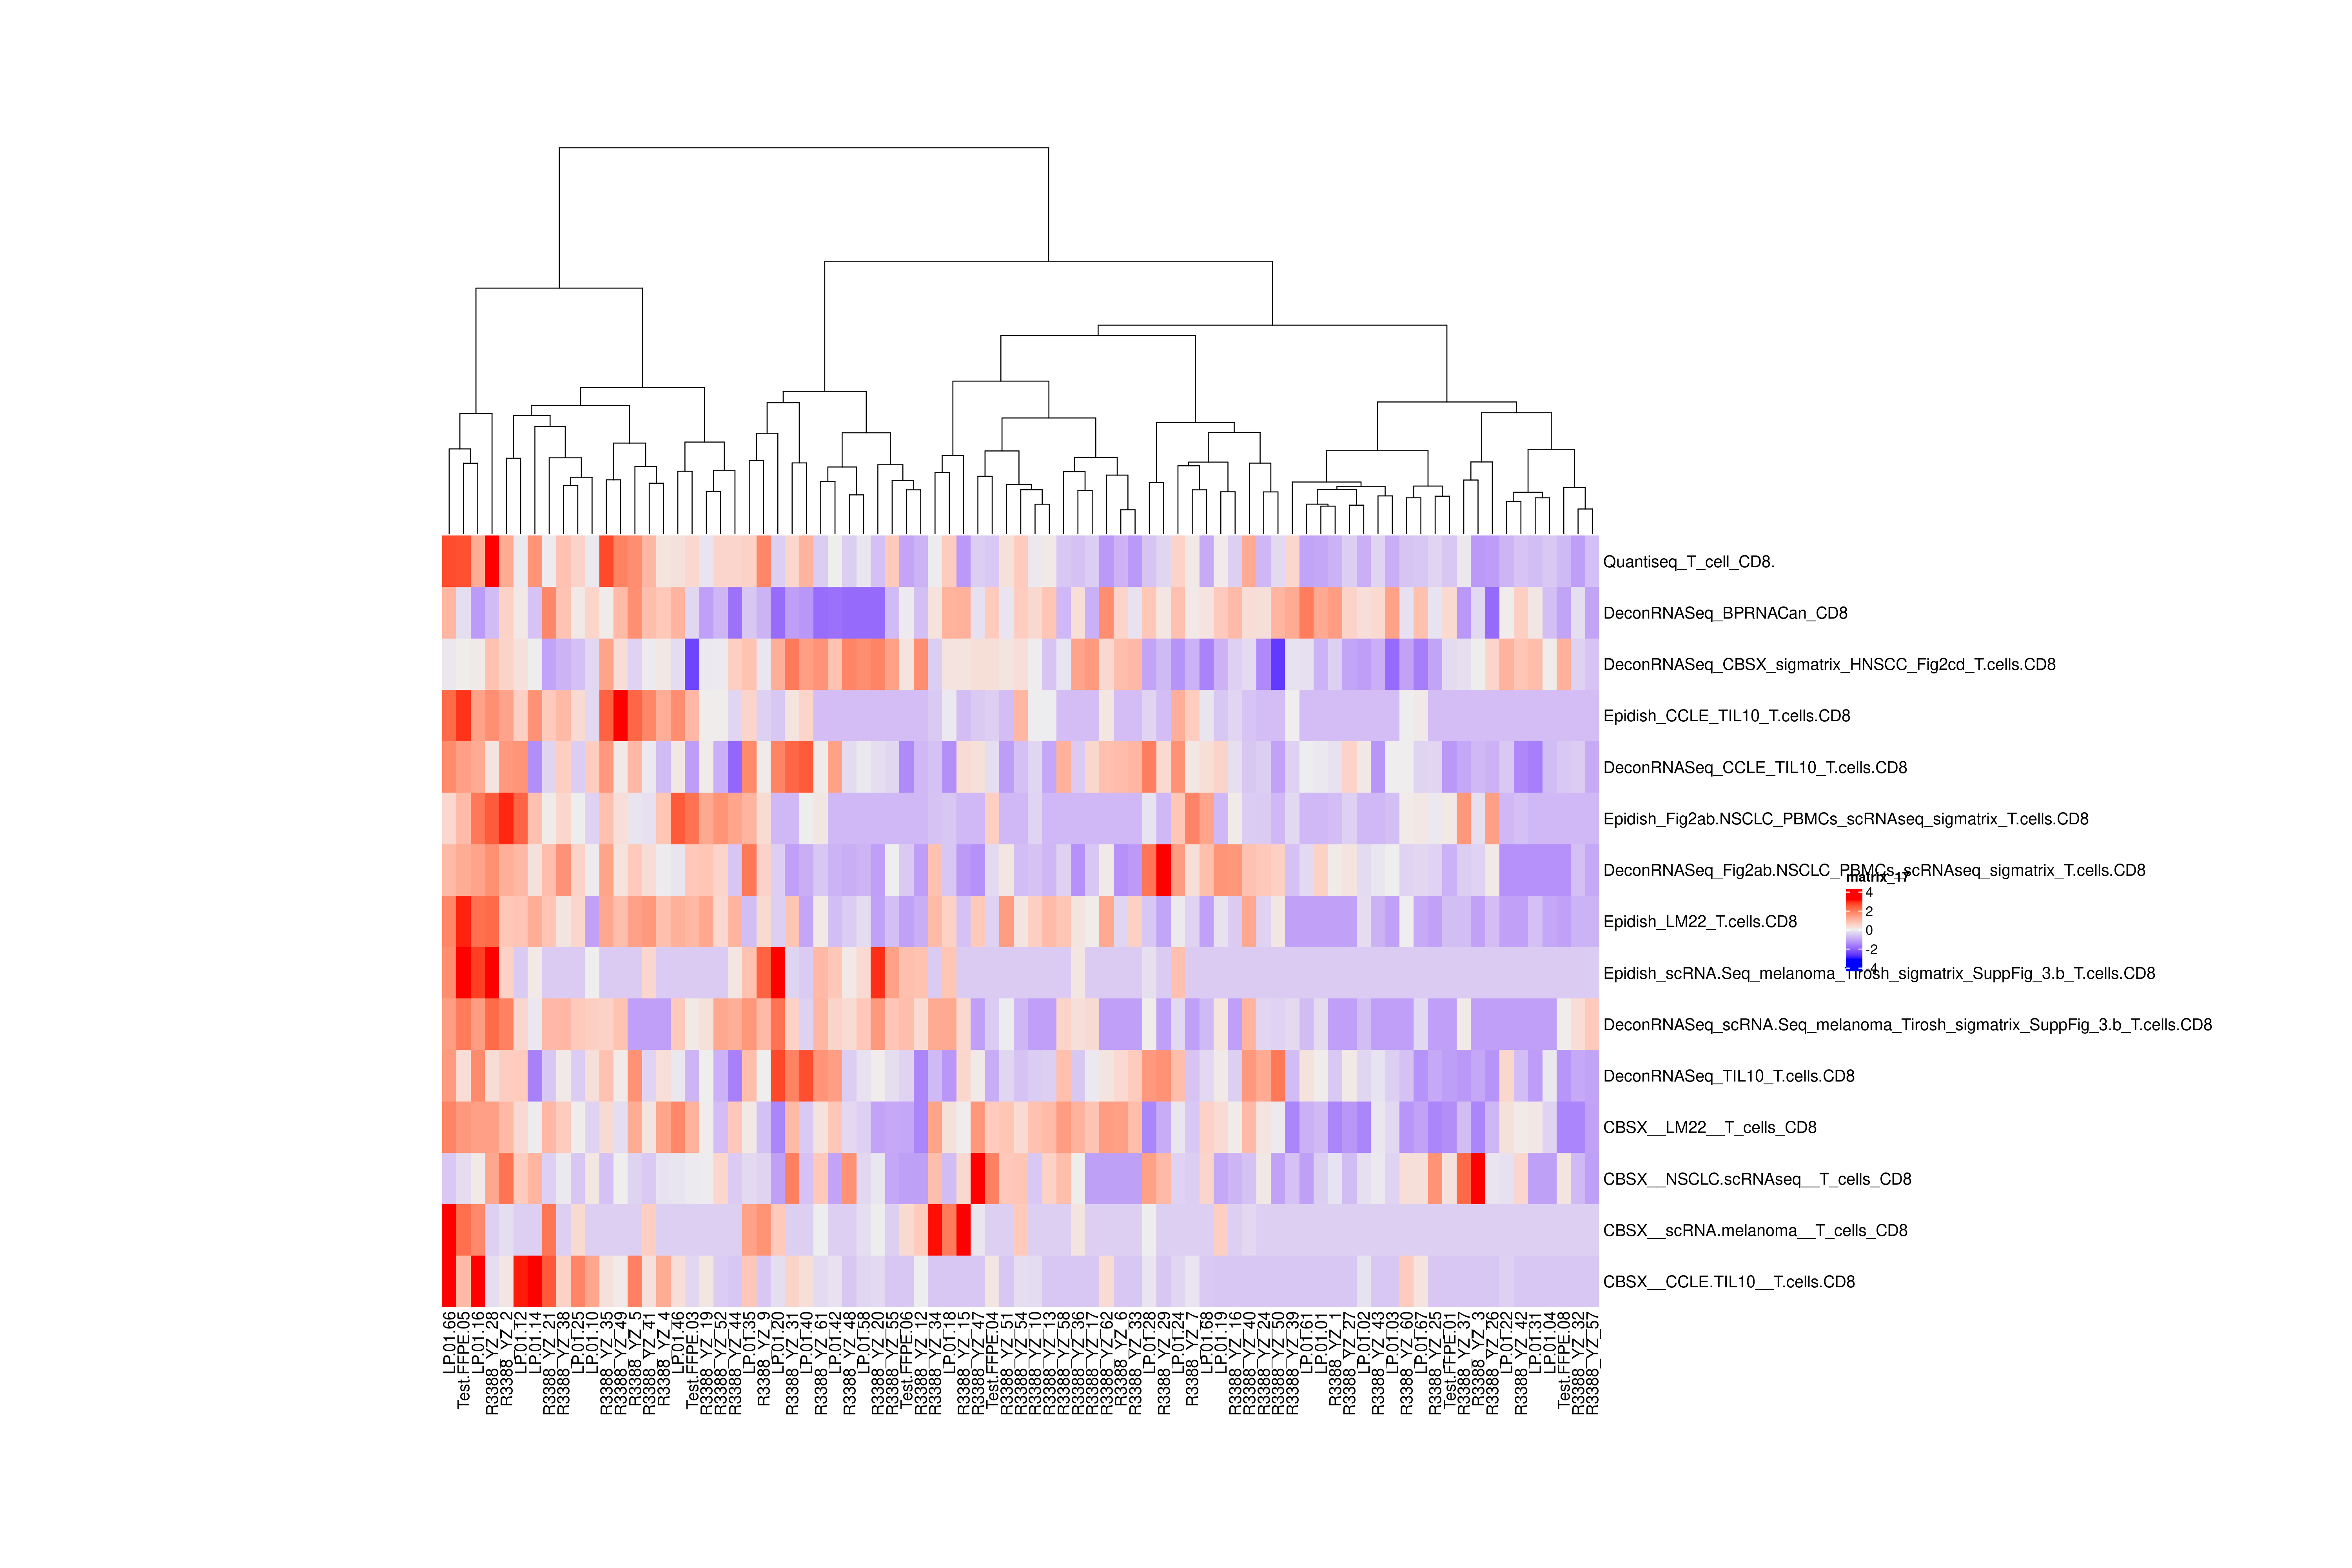 Quantiseq_T_cell_CD8.
DeconRNASeq_BPRNACan_CD8
DeconRNASeq_CBSX_sigmatrix_HNSCC_Fig2cd_T.cells.CD8
Epidish_CCLE_TIL10_T.cells.CD8
DeconRNASeq_CCLE_TIL10_T.cells.CD8
Epidish_Fig2ab.NSCLC_PBMCs_scRNAseq_sigmatrix_T.cells.CD8
DeconRNASeq_Fig2ab.NSCLC_PBMCs_scRNAseq_sigmatrix_T.cells.CD8
matrix_17
4
2
0
-2
-4
Epidish_LM22_T.cells.CD8
Epidish_scRNA.Seq_melanoma_Tirosh_sigmatrix_SuppFig_3.b_T.cells.CD8
DeconRNASeq_scRNA.Seq_melanoma_Tirosh_sigmatrix_SuppFig_3.b_T.cells.CD8
DeconRNASeq_TIL10_T.cells.CD8
CBSX__LM22__T_cells_CD8
CBSX__NSCLC.scRNAseq__T_cells_CD8
CBSX__scRNA.melanoma__T_cells_CD8
CBSX__CCLE.TIL10__T.cells.CD8
LP.01.66
Test.FFPE.05
LP.01.16
R3388_YZ_28
R3388_YZ_2
LP.01.12
LP.01.14
R3388_YZ_21
R3388_YZ_38
LP.01.25
LP.01.10
R3388_YZ_35
R3388_YZ_49
R3388_YZ_5
R3388_YZ_41
R3388_YZ_4
LP.01.46
Test.FFPE.03
R3388_YZ_19
R3388_YZ_52
R3388_YZ_44
LP.01.35
R3388_YZ_9
LP.01.20
R3388_YZ_31
LP.01.40
R3388_YZ_61
LP.01.42
R3388_YZ_48
LP.01.58
R3388_YZ_20
R3388_YZ_55
Test.FFPE.06
R3388_YZ_12
R3388_YZ_34
LP.01.18
R3388_YZ_15
R3388_YZ_47
Test.FFPE.04
R3388_YZ_51
R3388_YZ_54
R3388_YZ_10
R3388_YZ_13
R3388_YZ_58
R3388_YZ_36
R3388_YZ_17
R3388_YZ_62
R3388_YZ_6
R3388_YZ_33
LP.01.28
R3388_YZ_29
LP.01.24
R3388_YZ_7
LP.01.68
LP.01.19
R3388_YZ_16
R3388_YZ_40
R3388_YZ_24
R3388_YZ_50
R3388_YZ_39
LP.01.61
LP.01.01
R3388_YZ_1
R3388_YZ_27
LP.01.02
R3388_YZ_43
LP.01.03
R3388_YZ_60
LP.01.67
R3388_YZ_25
Test.FFPE.01
R3388_YZ_37
R3388_YZ_3
R3388_YZ_26
LP.01.22
R3388_YZ_42
LP.01.31
LP.01.04
Test.FFPE.08
R3388_YZ_32
R3388_YZ_57